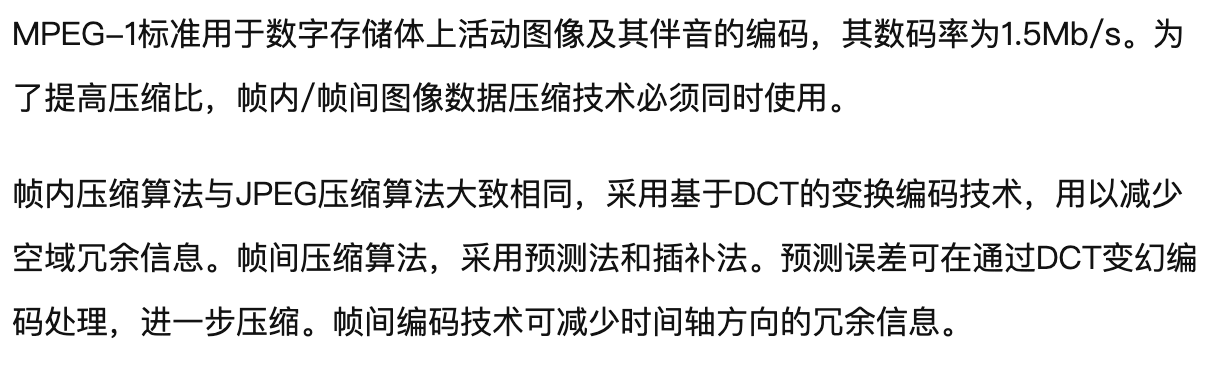 MPEG–1标准用于数字存储体上活动图像及其伴音的编码，其数码率为1.5Mb/s。为
了提高压缩比，帧内/帧间图像数据压缩技术必须同时使用。
帧内压缩算法与JPEG压缩算法大致相同，采用基于DCT的变换编码技术，用以减少
空域冗余信息。帧间压缩算法，采用预测法和插补法。预测误差可在通过DCT变幻编
码处理，进一步压缩。帧间编码技术可减少时间轴方向的冗余信息。